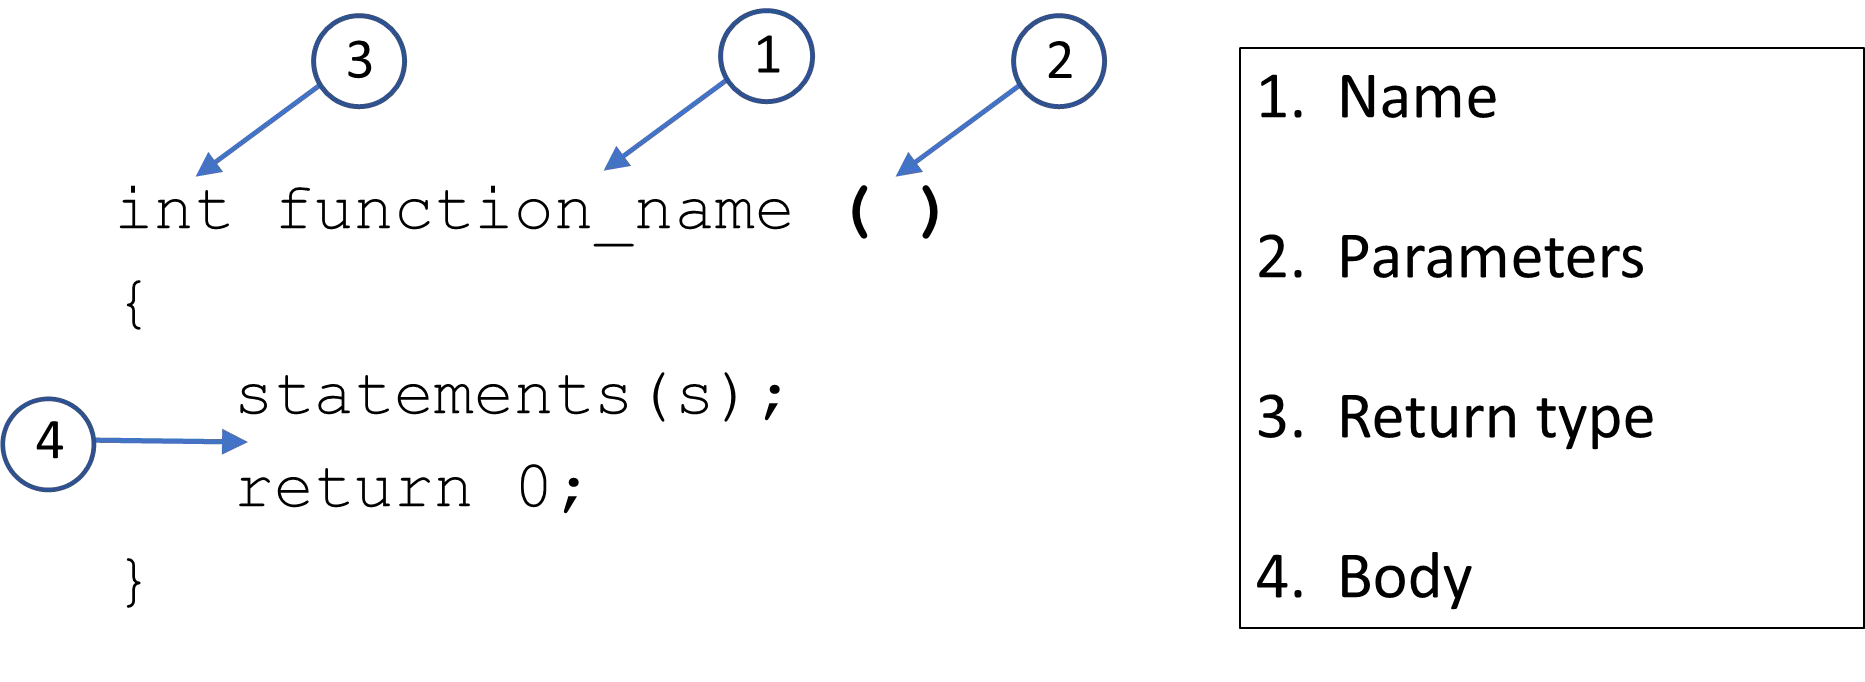 3
1
2
int function_name ( )
{
statements(s);
4
return 0;
}
1. Name
2. Parameters
3. Return type
4. Body